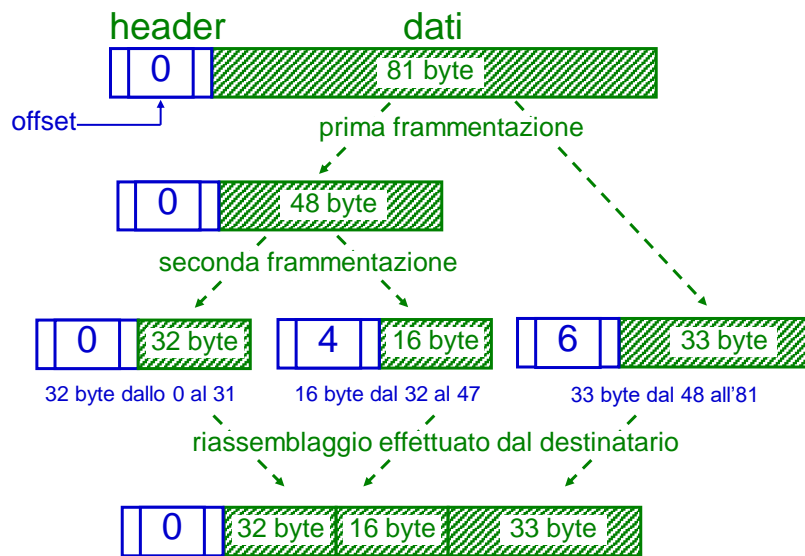 header dati
0 81 byte
offset
prima frammentazione
0 48 byte
seconda frammentazione
0 32 byte 4 16 byte 6 33 byte
32 byte dallo 0 al 31 16 byte dal 32 al 47 33 byte dal 48 all'81
riassemblaggio effettuato dal destinatario
0 32 byte 16 byte 33 byte